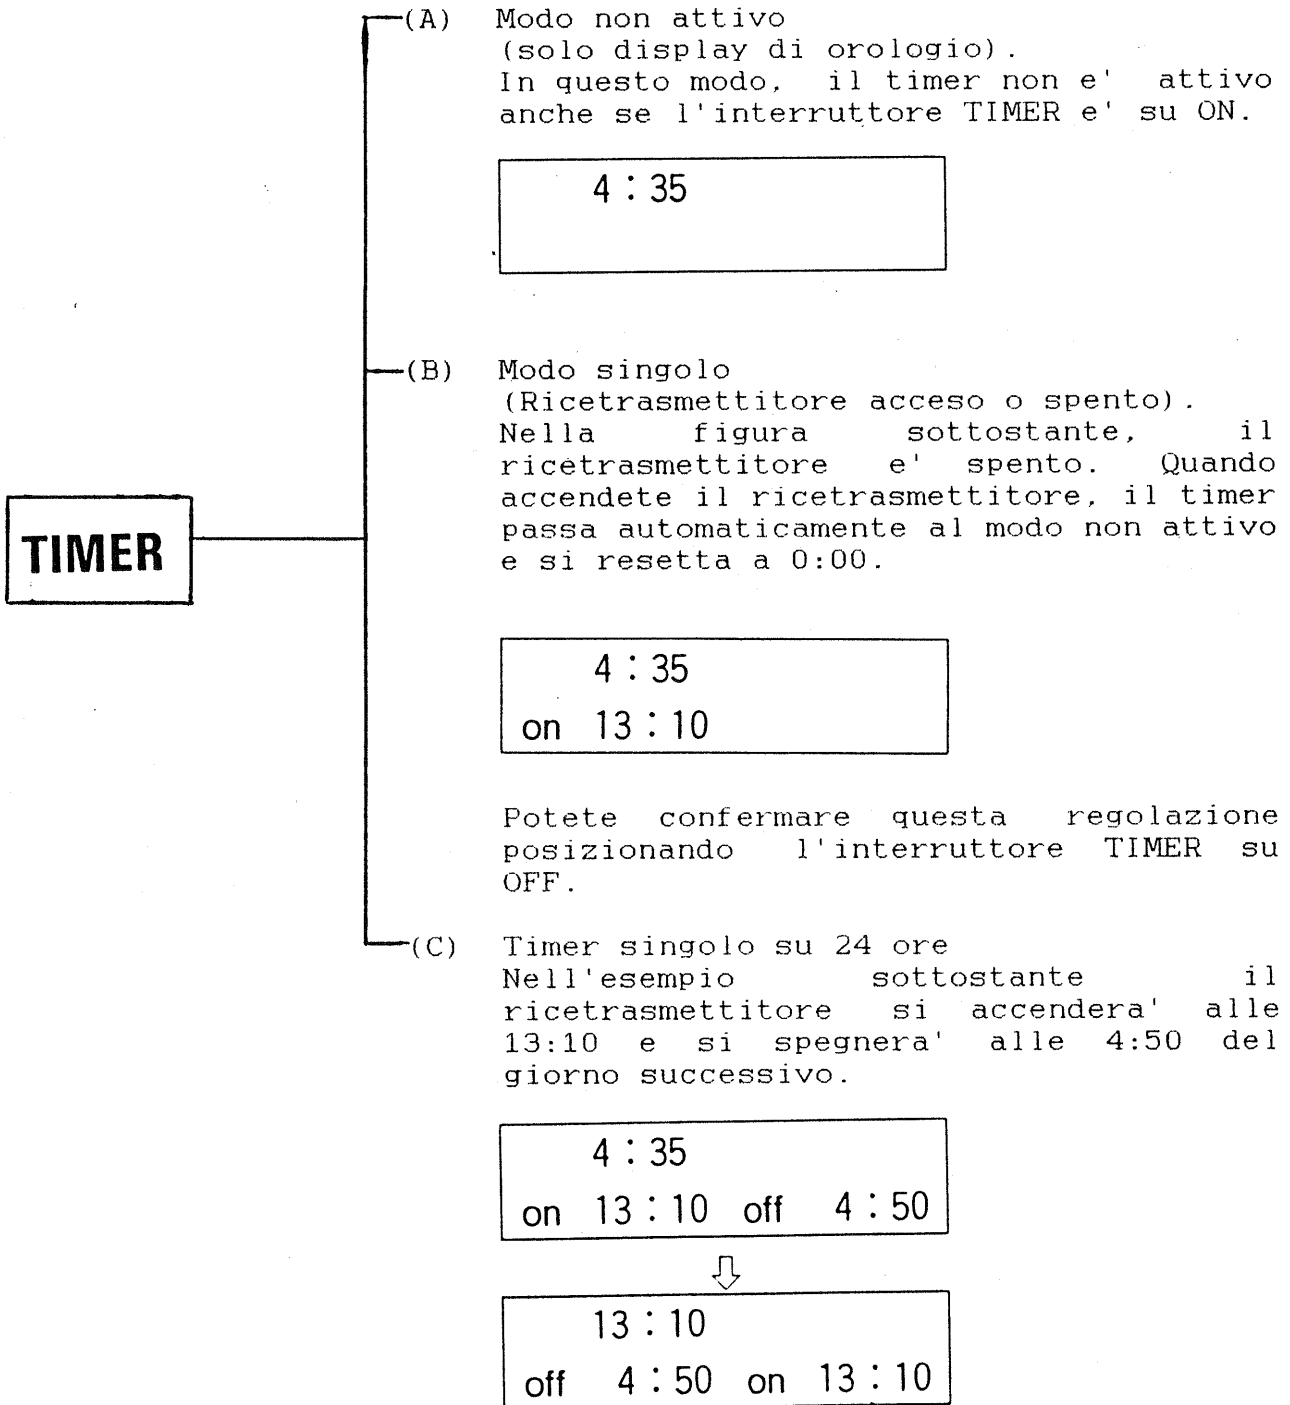 (A) Modo non attivo
(solo display di orologio).
In questo modo, il timer non e' attivo
anche se l'interruttore TIMER e' su ON.
4:35
(B) Modo singolo
(Ricetrasmettitore acceso o spento).
Nella figura sottostante, il
ricetrasmettitore e' spento. Quando
accendete il ricetrasmettitore, il timer
passa automaticamente al modo non attivo
e si resetta a 0:00.
TIMER
4:35
on 13:10
Potete confermare questa regolazione
posizionando l'interruttore TIMER su
OFF.
(C) Timer singolo su 24 ore
Nell'esempio sottostante il
ricetrasmettitore si accendera' alle
13:10 e si spegnera' alle 4:50 del
giorno successivo.
4:35
on 13:10 off 4:50
13:10
off 4:50 on 13:10